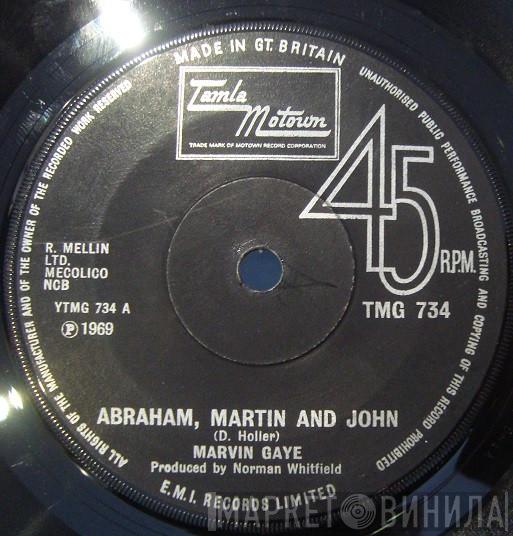 MADE IN GT. BRITAIN
Tamla
Motown
TRADE MARK OF MOTOWN RECORD CORPORATION
UNAUTHORISED PUBLIC PERFORMANCE BROADCASTING AND COPYING OF THIS RECORD PROHIBITED
ALL RIGHTS OF THE MANUFACTURER AND OF THE OWNER OF THE RECORDED WORK RESERVED
45
R.P.M.
R. MELLIN
LTD.
MECOLICO
NCB
YTMG 734 A
Ⓟ 1969
TMG 734
ABRAHAM, MARTIN AND JOHN
(D. Holler)
MARVIN GAYE
Produced by Norman Whitfield
E.M.I. RECORDS LIMITED
МАРКЕТ ВИНИЛА